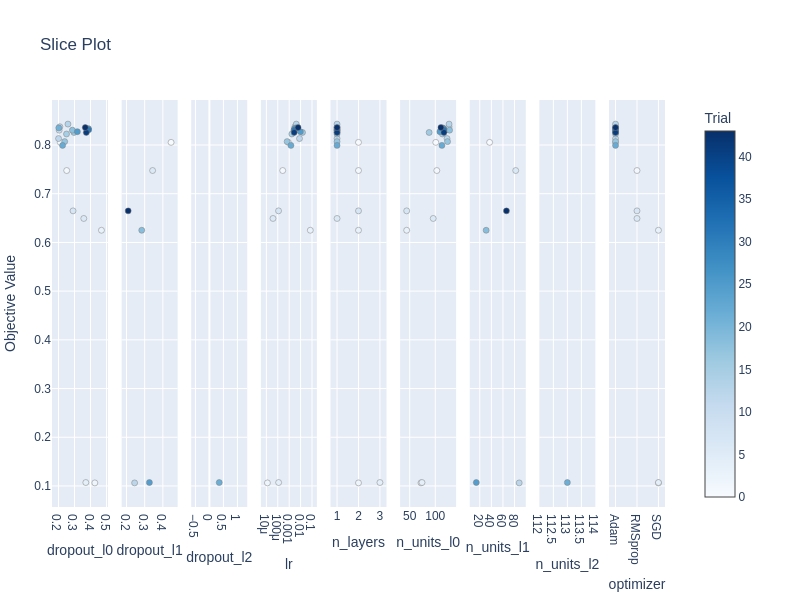 Slice Plot
Trial
Objective Value
0.8
0.7
0.6
0.5
0.4
0.3
0.2
0.1
0.2 0.3 0.4 0.5
dropout_l0
0.2 0.3 0.4
dropout_l1
−0.5 0 0.5 1
dropout_l2
10μ 100μ 0.001 0.01 0.1
lr
1 2 3
n_layers
50 100
n_units_l0
20 40 60 80
n_units_l1
112 112.5 113 113.5 114
n_units_l2
Adam RMSprop SGD
optimizer
40
35
30
25
20
15
10
5
0